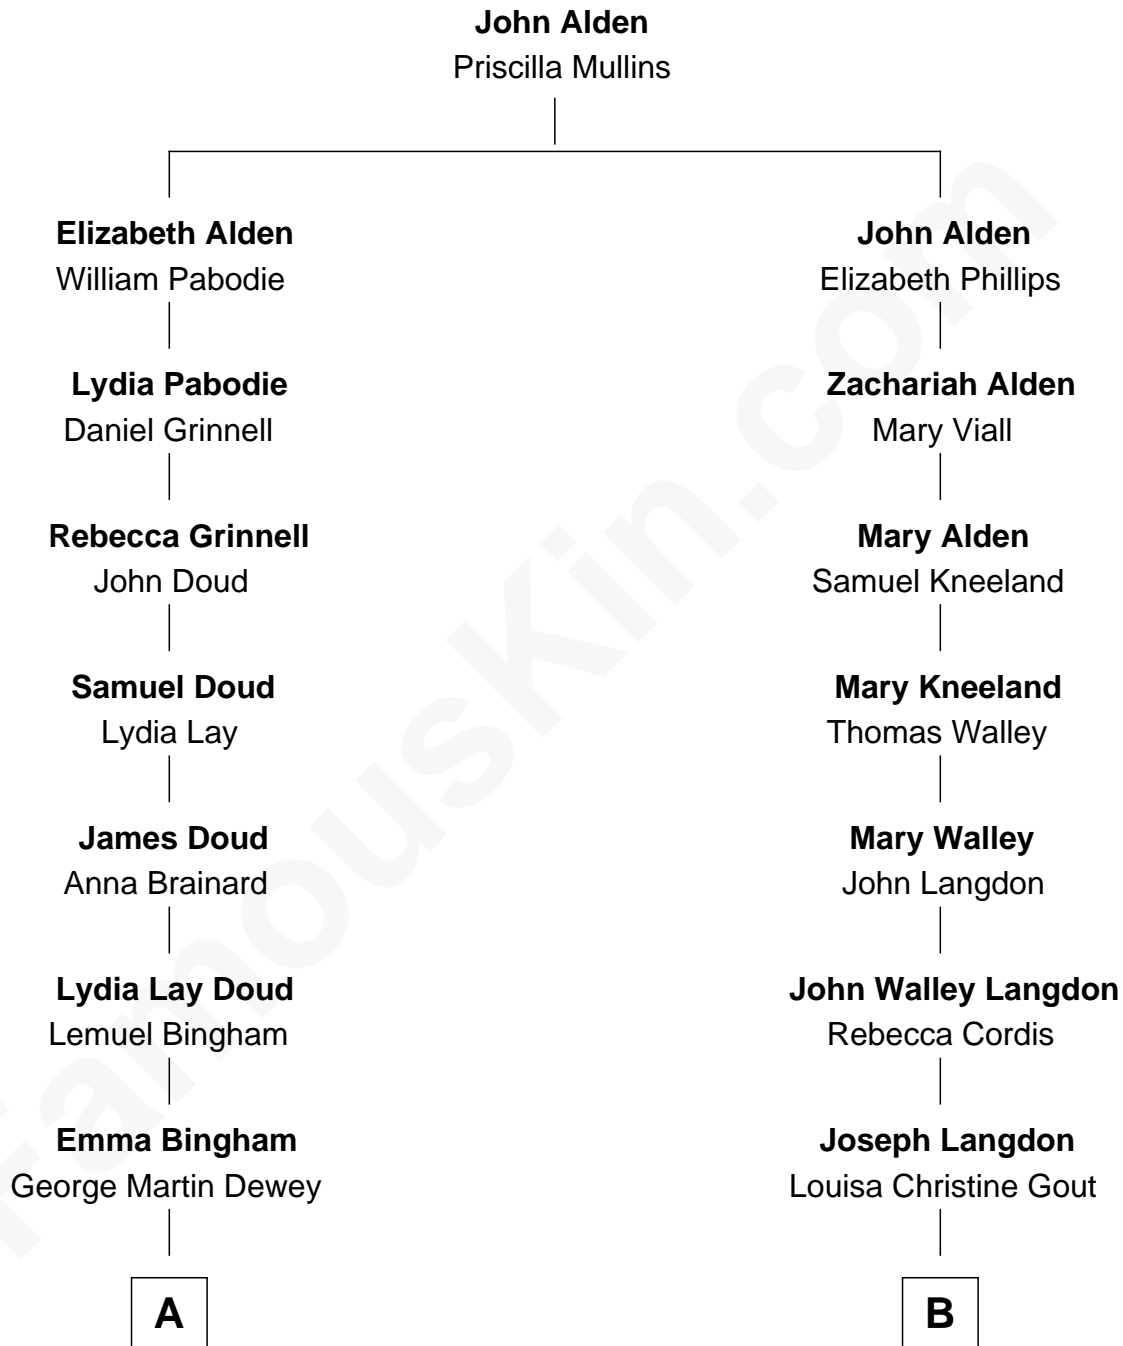 John Alden
Priscilla Mullins
Elizabeth Alden
William Pabodie
Lydia Pabodie
Daniel Grinnell
Rebecca Grinnell
John Doud
Samuel Doud
Lydia Lay
James Doud
Anna Brainard
Lydia Lay Doud
Lemuel Bingham
Emma Bingham
George Martin Dewey
A
John Alden
Elizabeth Phillips
Zachariah Alden
Mary Viall
Mary Alden
Samuel Kneeland
Mary Kneeland
Thomas Walley
Mary Walley
John Langdon
John Walley Langdon
Rebecca Cordis
Joseph Langdon
Louisa Christine Gout
B
FamousKin.com